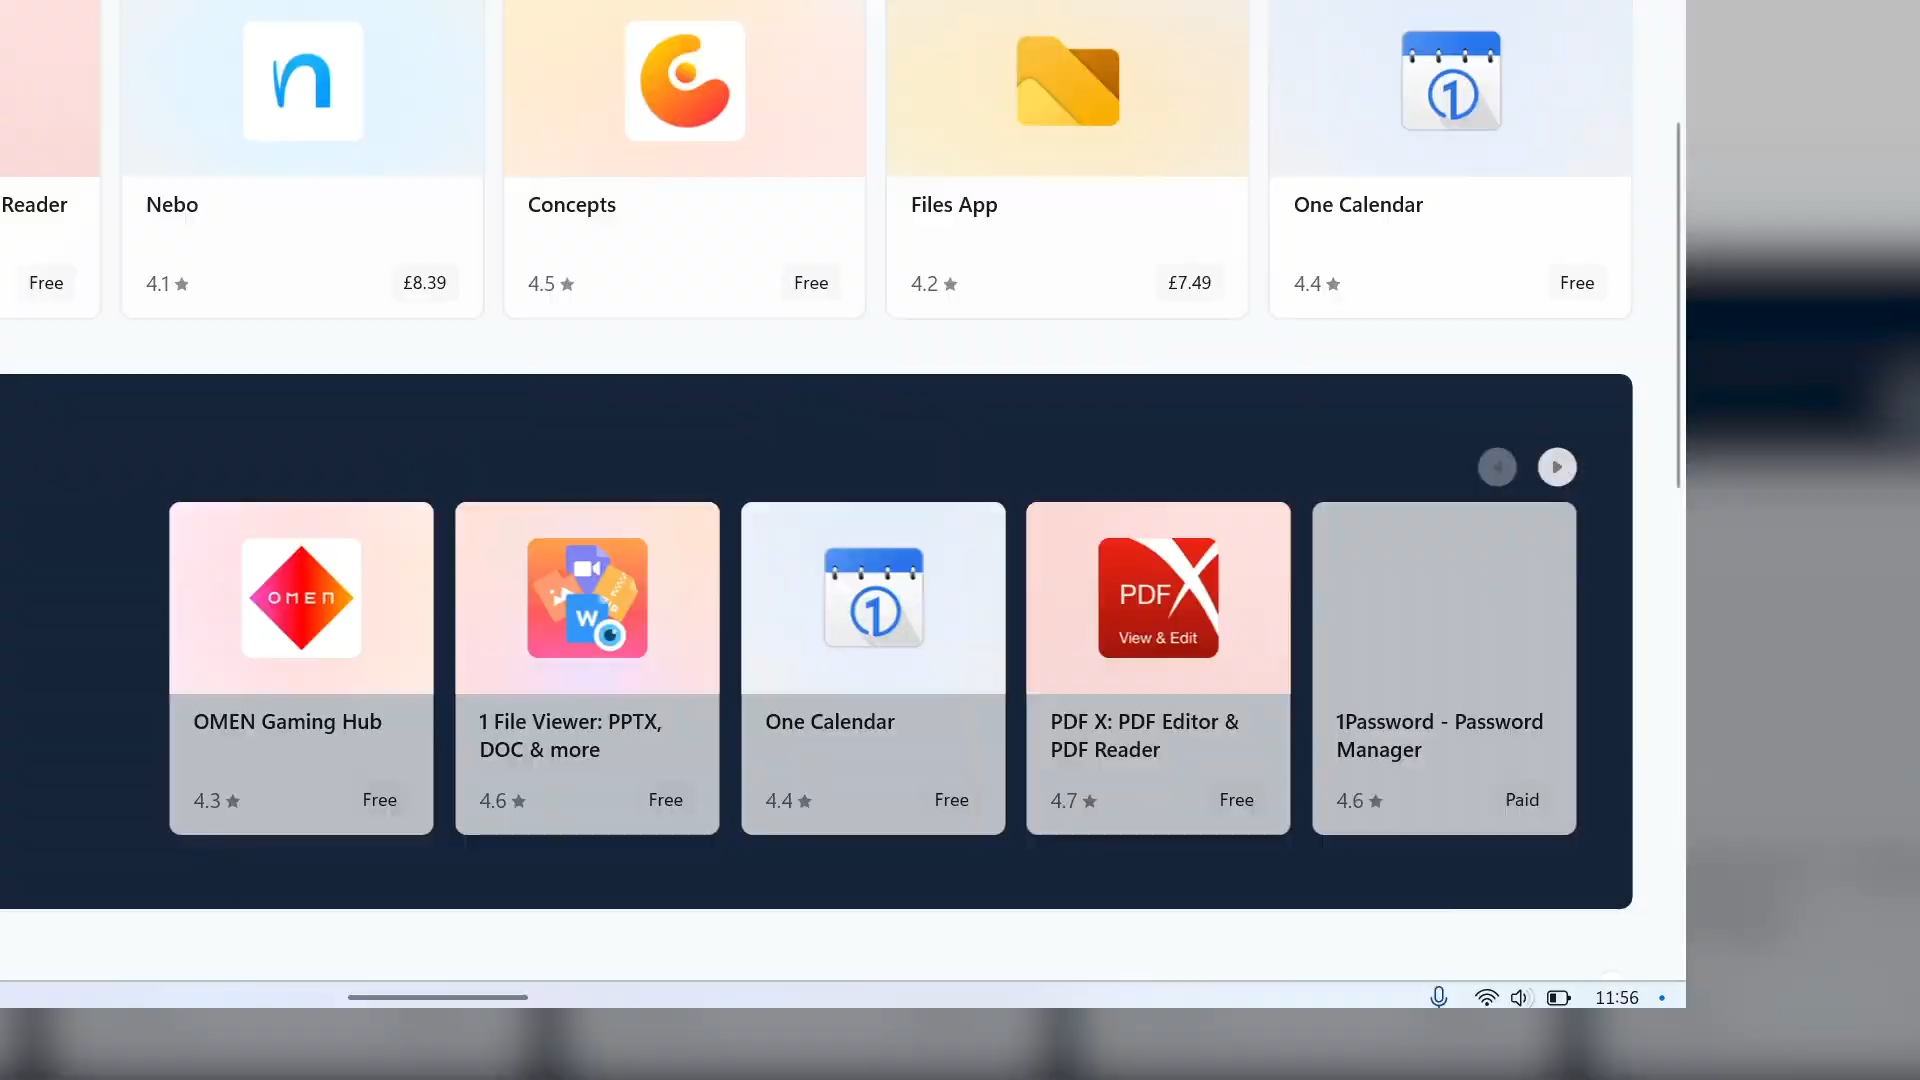 n
1
Reader
Nebo
Concepts
Files App
One Calendar
Free
4.1
£8.39
4.5
Free
4.2
£7.49
4.4
Free
OMEN
W
ZIP
1
PDF X
View & Edit
OMEN Gaming Hub
1 File Viewer: PPTX,
DOC & more
One Calendar
PDF X: PDF Editor &
PDF Reader
1Password - Password
Manager
4.3
Free
4.6
Free
4.4
Free
4.7
Free
4.6
Paid
11:56